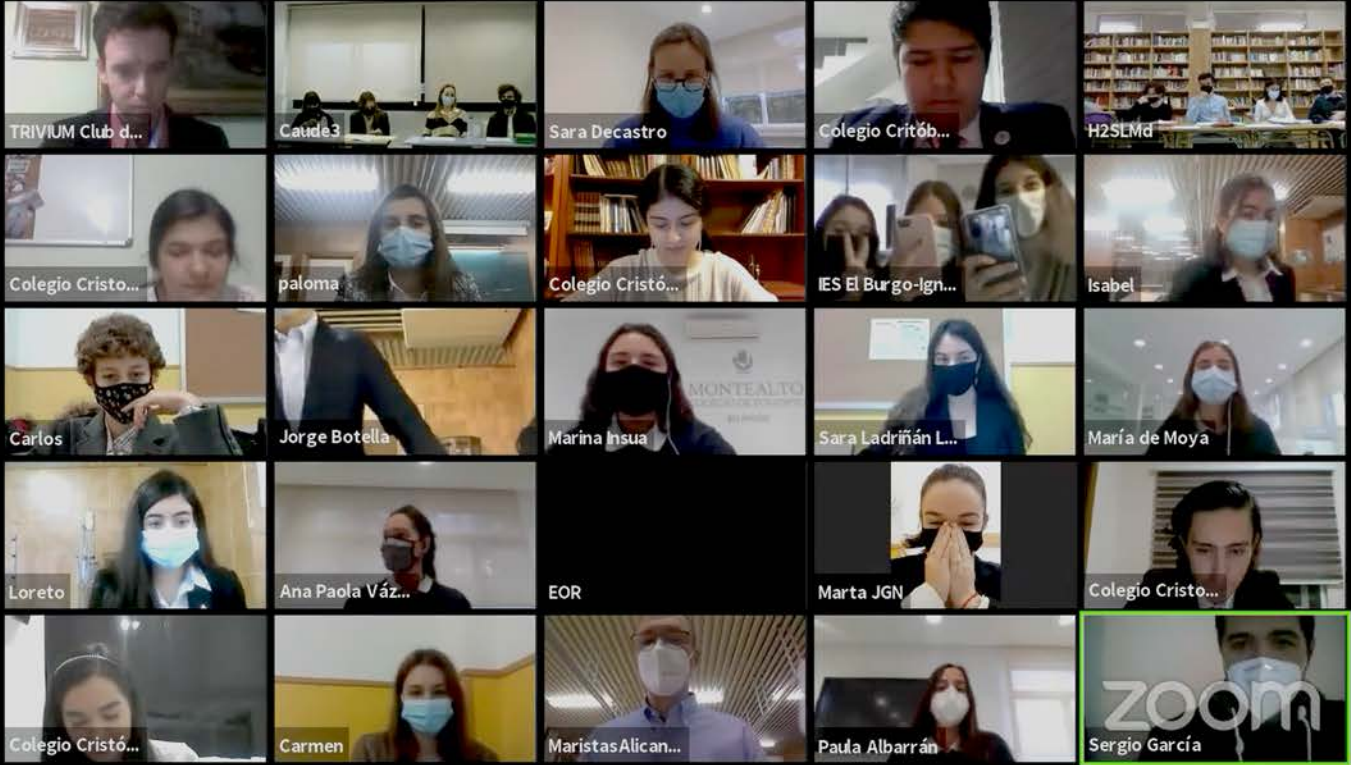 TRIVIUM Club d...
Caude3
Sara Decastro
Colegio Critób...
H2SLMd
Colegio Cristo...
paloma
Colegio Cristó...
IES El Burgo-Ign...
Isabel
Carlos
Jorge Botella
MONTEALTO
Marina Insua
Sara Ladriñán L...
María de Moya
Loreto
Ana Paola Váz...
EOR
Marta JGN
Colegio Cristo...
Colegio Cristó...
Carmen
MaristasAlican...
Paula Albarrán
zoom
Sergio García